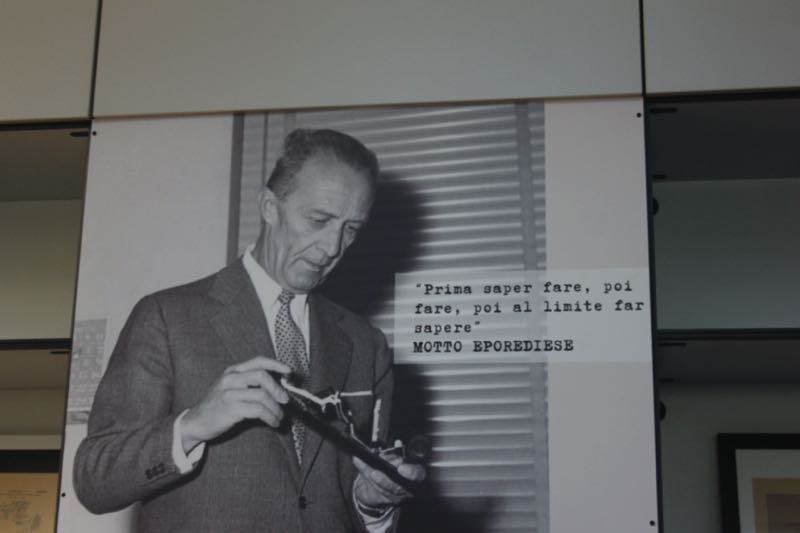 "Prima saper fare, poi
fare, poi al limite far
sapere"
MOTTO EPOREDIESE